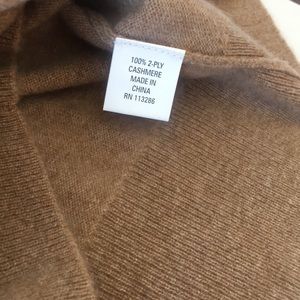 100% 2-PLY
CASHMERE
MADE IN
CHINA
RN 113286